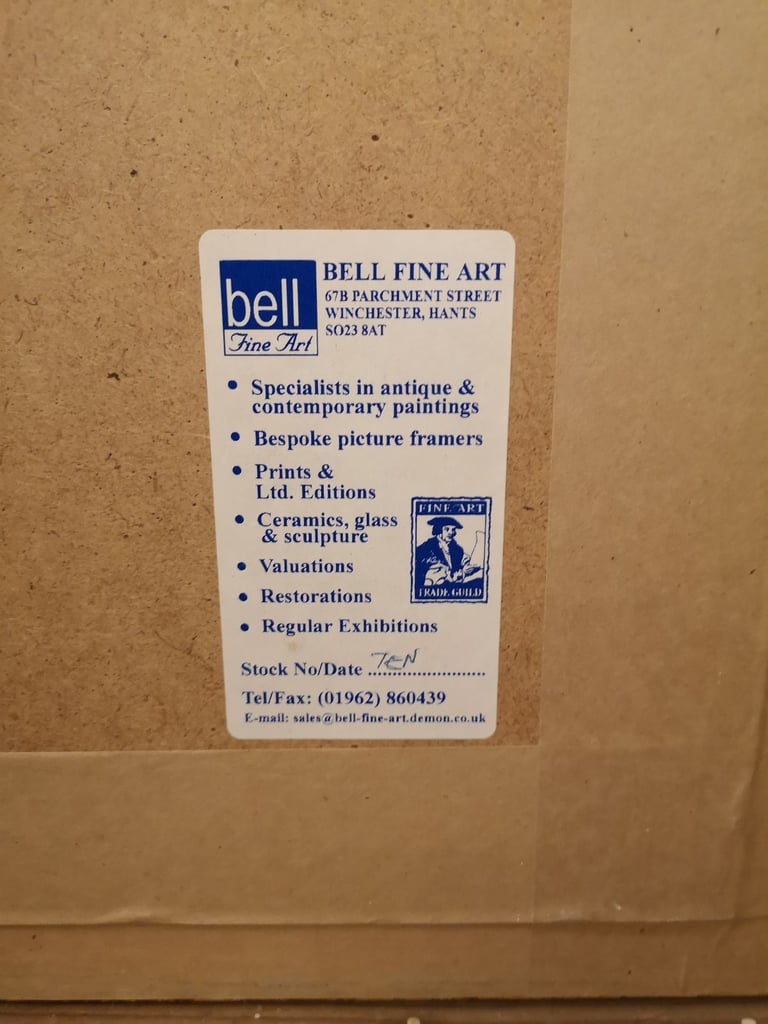 bell
Fine Art
BELL FINE ART
67B PARCHMENT STREET
WINCHESTER, HANTS
SO23 8AT
• Specialists in antique &
contemporary paintings
• Bespoke picture framers
• Prints &
Ltd. Editions
• Ceramics, glass
& sculpture
• Valuations
• Restorations
• Regular Exhibitions
FINE ART
TRADE GUILD
Stock No/Date TEN
Tel/Fax: (01962) 860439
E-mail: sales@bell-fine-art.demon.co.uk